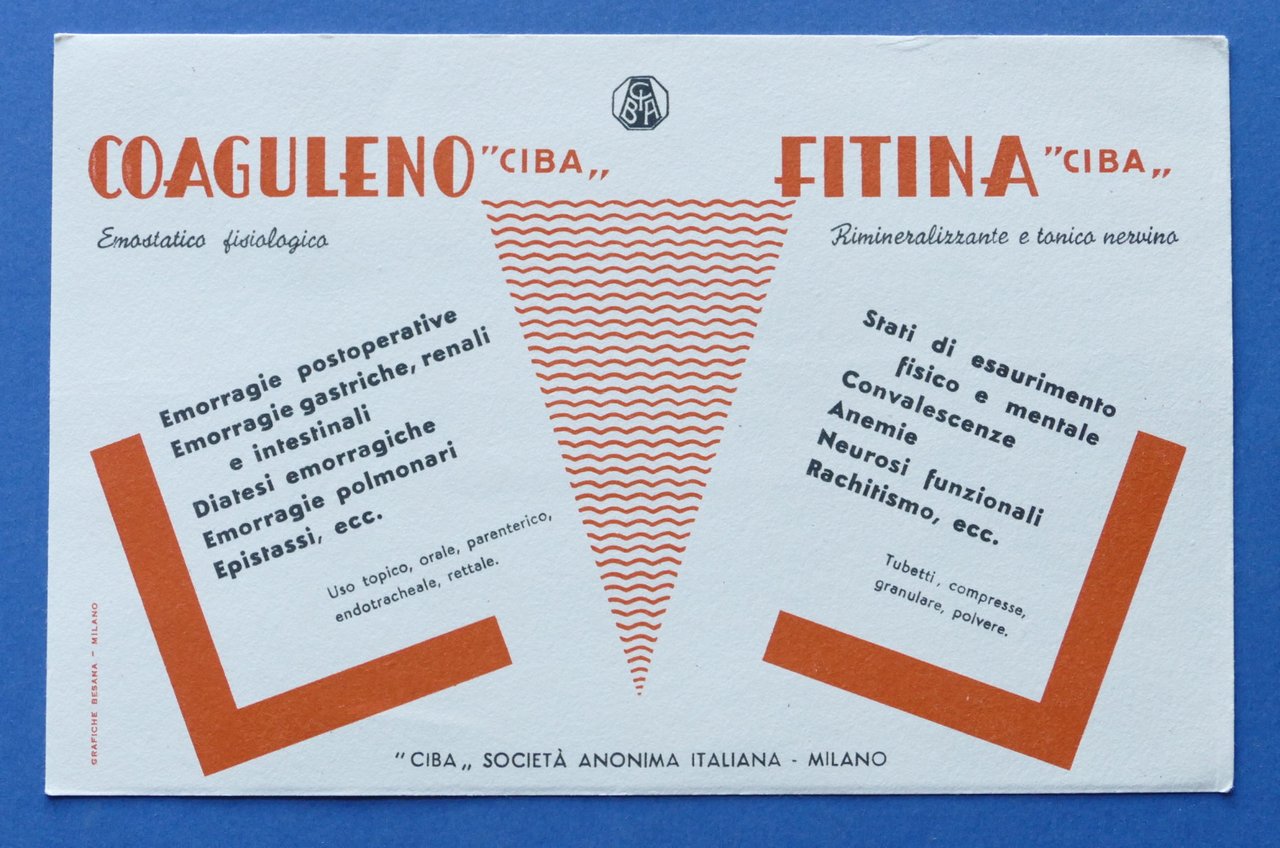 CIBA
COAGULENO "CIBA„
Emostatico fisiologico
Emorragie postoperative
Emorragie gastriche, renali
e intestinali
Diatesi emorragiche
Emorragie polmonari
Epistassi, ecc.
Uso topico, orale, parenterico,
endotracheale, rettale.
FITINA "CIBA„
Rimineralizzante e tonico nervino
Stati di esaurimento
fisico e mentale
Convalescenze
Anemie
Neurosi funzionali
Rachitismo, ecc.
Tubetti, compresse,
granulare, polvere.
GRAFICHE BESANA - MILANO
"CIBA„ SOCIETÀ ANONIMA ITALIANA - MILANO